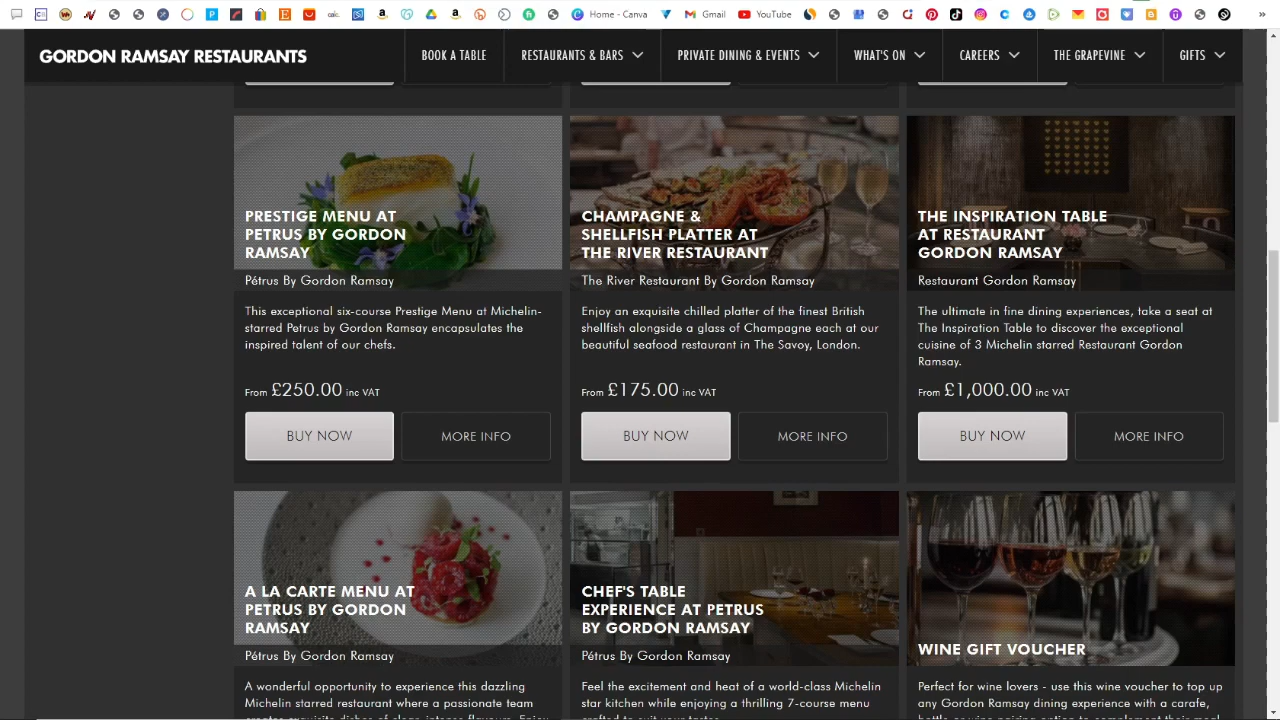 Home - Canva
Gmail
YouTube
GORDON RAMSAY RESTAURANTS
BOOK A TABLE
RESTAURANTS & BARS
PRIVATE DINING & EVENTS
WHAT'S ON
CAREERS
THE GRAPEVINE
GIFTS
PRESTIGE MENU AT
PETRUS BY GORDON
RAMSAY
Pétrus By Gordon Ramsay
This exceptional six-course Prestige Menu at Michelin-
starred Petrus by Gordon Ramsay encapsulates the
inspired talent of our chefs.
From £250.00 inc VAT
BUY NOW
MORE INFO
CHAMPAGNE &
SHELLFISH PLATTER AT
THE RIVER RESTAURANT
The River Restaurant By Gordon Ramsay
Enjoy an exquisite chilled platter of the finest British
shellfish alongside a glass of Champagne each at our
beautiful seafood restaurant in The Savoy, London.
From £175.00 inc VAT
BUY NOW
MORE INFO
THE INSPIRATION TABLE
AT RESTAURANT
GORDON RAMSAY
Restaurant Gordon Ramsay
The ultimate in fine dining experiences, take a seat at
The Inspiration Table to discover the exceptional
cuisine of 3 Michelin starred Restaurant Gordon
Ramsay.
From £1,000.00 inc VAT
BUY NOW
MORE INFO
A LA CARTE MENU AT
PETRUS BY GORDON
RAMSAY
Pétrus By Gordon Ramsay
A wonderful opportunity to experience this dazzling
Michelin starred restaurant where a passionate team
CHEF'S TABLE
EXPERIENCE AT PETRUS
BY GORDON RAMSAY
Pétrus By Gordon Ramsay
Feel the excitement and heat of a world-class Michelin
star kitchen while enjoying a thrilling 7-course menu
WINE GIFT VOUCHER
Perfect for wine lovers - use this wine voucher to top up
any Gordon Ramsay dining experience with a carafe,